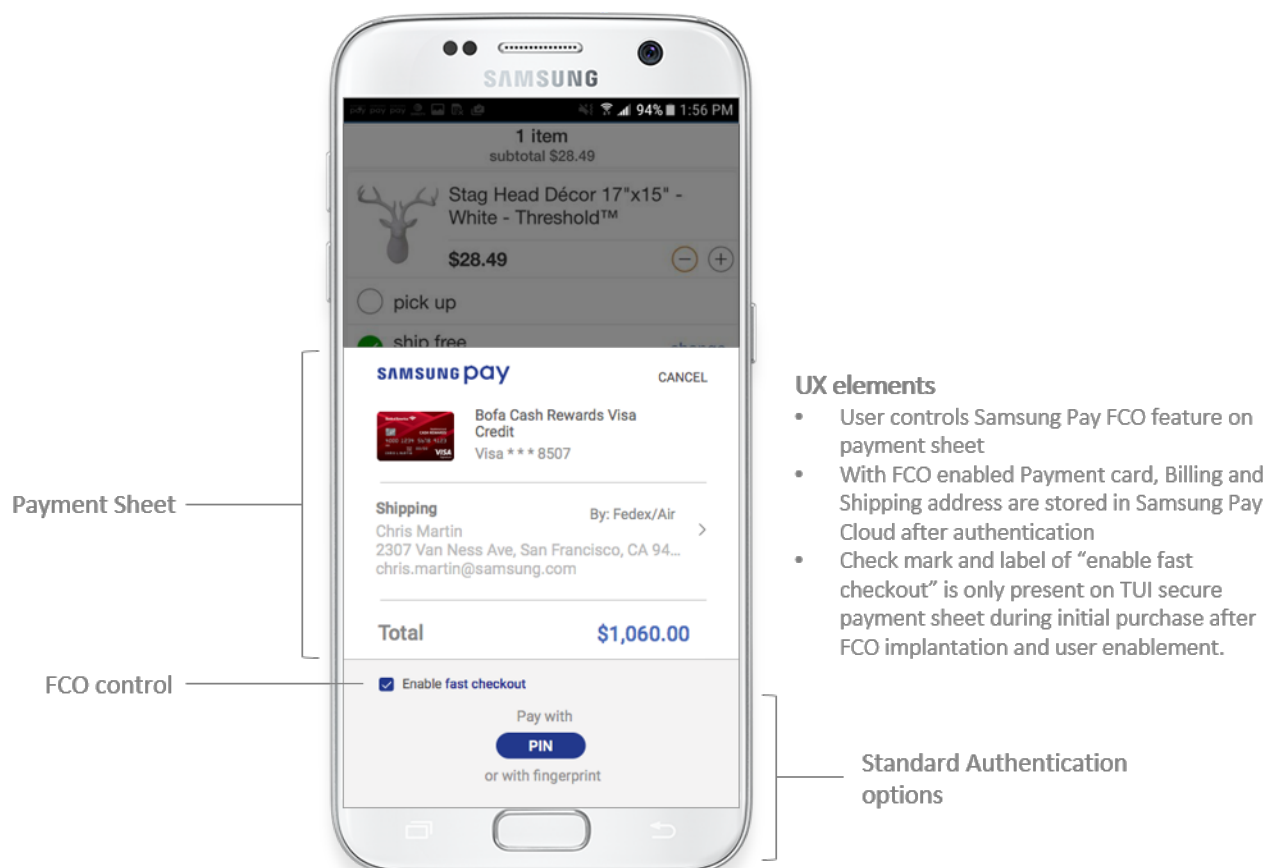 SAMSUNG
94% 1:56 PM
1 item
subtotal $28.49
Stag Head Décor 17"x15" -
White - Threshold™
$28.49
pick up
ship free
change
SAMSUNG pay
CANCEL
Bofa Cash Rewards Visa
Credit
Visa * * * 8507
VISA
Shipping
By: Fedex/Air
Chris Martin
2307 Van Ness Ave, San Francisco, CA 94...
chris.martin@samsung.com
Total
$1,060.00
Enable fast checkout
Pay with
PIN
or with fingerprint
Payment Sheet
FCO control
UX elements
• User controls Samsung Pay FCO feature on
payment sheet
• With FCO enabled Payment card, Billing and
Shipping address are stored in Samsung Pay
Cloud after authentication
• Check mark and label of “enable fast
checkout” is only present on TUI secure
payment sheet during initial purchase after
FCO implantation and user enablement.
Standard Authentication
options